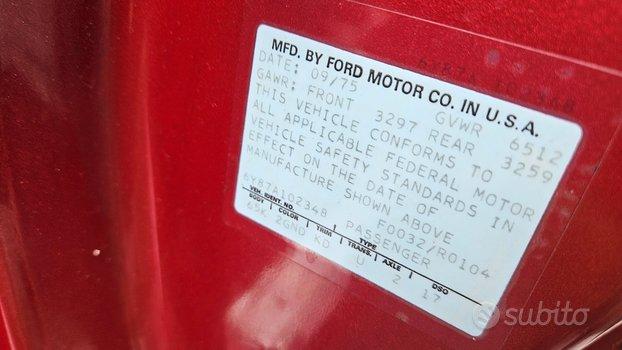 MFD. BY FORD MOTOR CO. IN U.S.A.
DATE: 09/75 GVWR 6512
GAWR: FRONT 3297 REAR 3259
THIS VEHICLE CONFORMS TO
ALL APPLICABLE FEDERAL MOTOR
VEHICLE SAFETY STANDARDS IN
EFFECT ON THE DATE OF
MANUFACTURE SHOWN ABOVE
F0032/R0104
6Y87A102348 PASSENGER
VEH. IDENT. NO. TYPE
BODY COLOR TRIM TRANS. AXLE DSO
65K 2GND KD U 2 17
subito